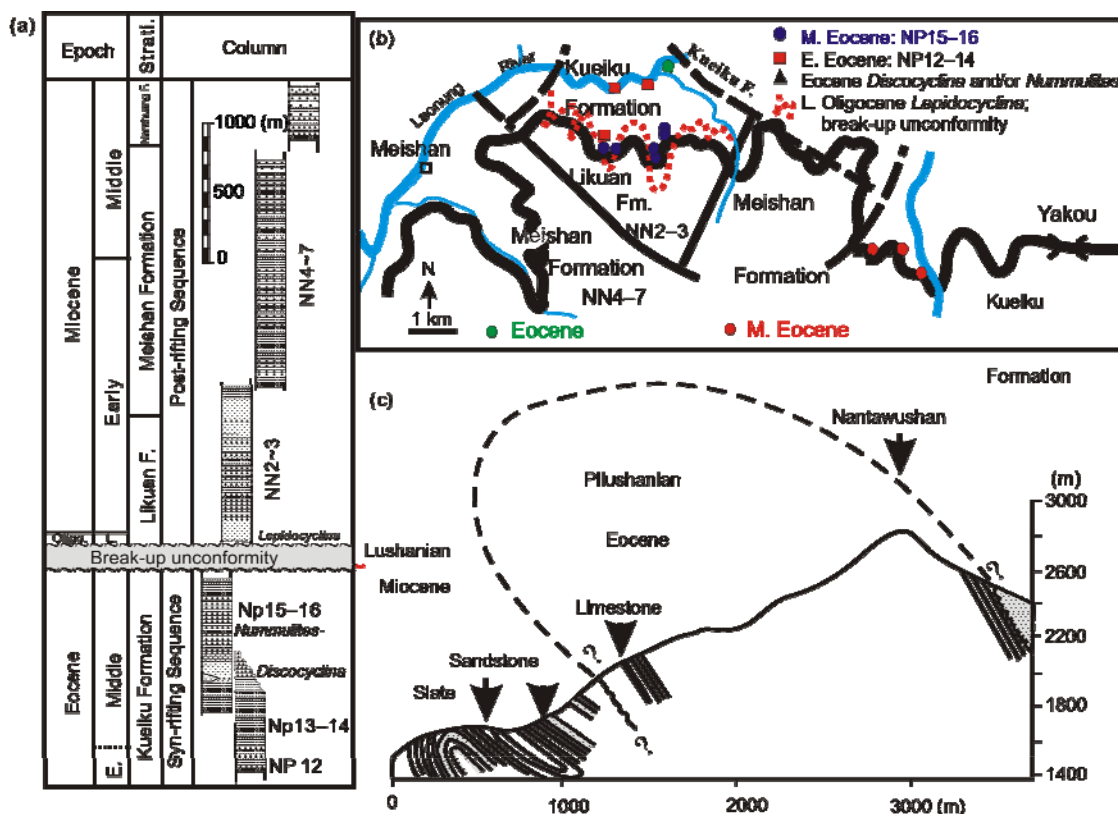 (a)
Epoch
Strati.
Column
Miocene
Middle
Early
Meishan Formation
Likuan F.
Post-rifting Sequence
1000 (m)
500
0
NN4~7
NN2~3
Oligo.
L.
Lepidocyclina
Break-up unconformity
Eocene
Middle
E.
Kueiku Formation
Syn-rifting Sequence
Np15–16
Nummulites-
Discocyclina
Np13–14
NP 12
(b)
Laonung
River
Kueiku
Formation
Kueiku F.
M. Eocene: NP15–16
E. Eocene: NP12–14
Eocene Discocyclina and/or Nummulites
L. Oligocene Lepidocyclina;
break-up unconformity
Meishan
Likuan
Fm.
NN2–3
Meishan
Formation
NN4–7
Meishan
Formation
Yakou
Kueiku
N
1 km
Eocene
M. Eocene
Formation
(c)
Nantawushan
(m)
Pilushanian
Eocene
Lushanian
Miocene
Limestone
Sandstone
Slate
?
?
?
3000
2600
2200
1800
1400
0
1000
2000
3000 (m)